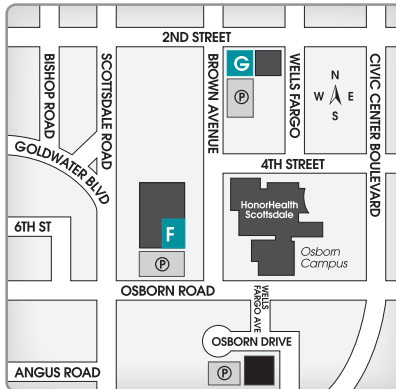 2ND STREET
G
P
BISHOP ROAD
SCOTTSDALE ROAD
BROWN AVENUE
WELLS FARGO
CIVIC CENTER BOULEVARD
N
W E
S
GOLDWATER BLVD
4TH STREET
HonorHealth
Scottsdale
6TH ST
F
P
Osborn
Campus
OSBORN ROAD
WELLS
FARGO AVE
OSBORN DRIVE
ANGUS ROAD
P